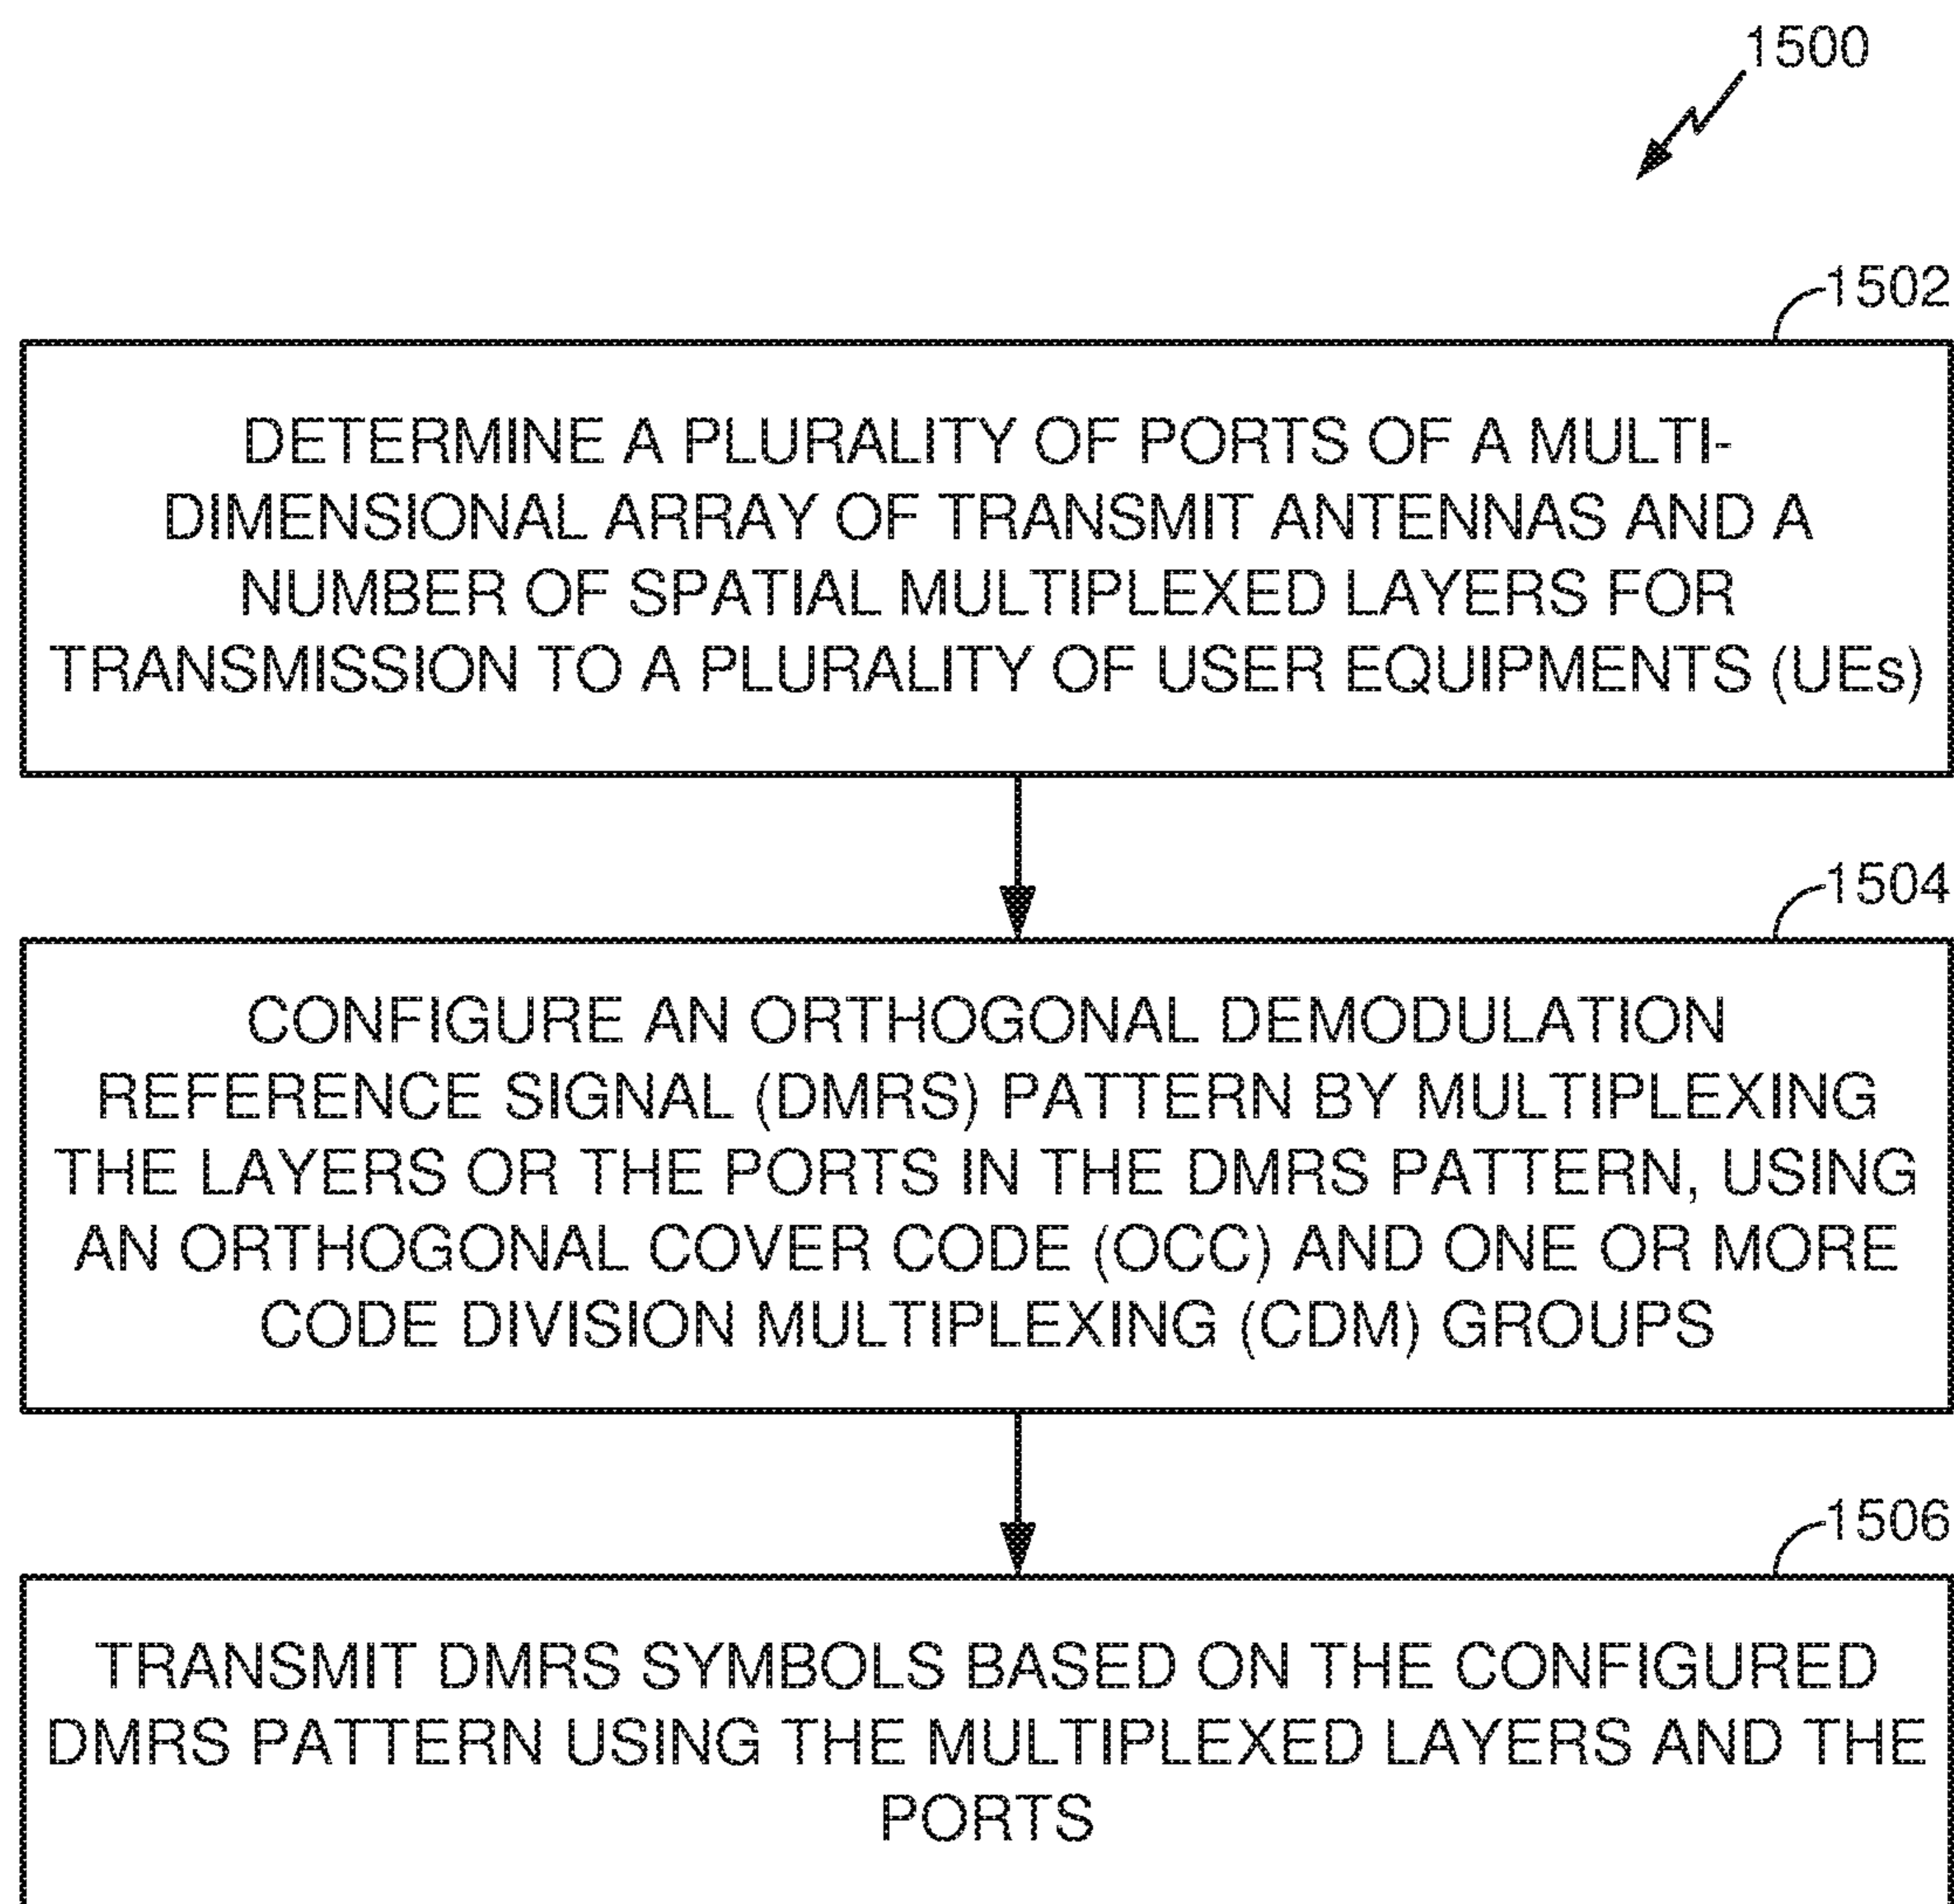 1500
1502
DETERMINE A PLURALITY OF PORTS OF A MULTI-
DIMENSIONAL ARRAY OF TRANSMIT ANTENNAS AND A
NUMBER OF SPATIAL MULTIPLEXED LAYERS FOR
TRANSMISSION TO A PLURALITY OF USER EQUIPMENTS (UEs)
1504
CONFIGURE AN ORTHOGONAL DEMODULATION
REFERENCE SIGNAL (DMRS) PATTERN BY MULTIPLEXING
THE LAYERS OR THE PORTS IN THE DMRS PATTERN, USING
AN ORTHOGONAL COVER CODE (OCC) AND ONE OR MORE
CODE DIVISION MULTIPLEXING (CDM) GROUPS
1506
TRANSMIT DMRS SYMBOLS BASED ON THE CONFIGURED
DMRS PATTERN USING THE MULTIPLEXED LAYERS AND THE
PORTS